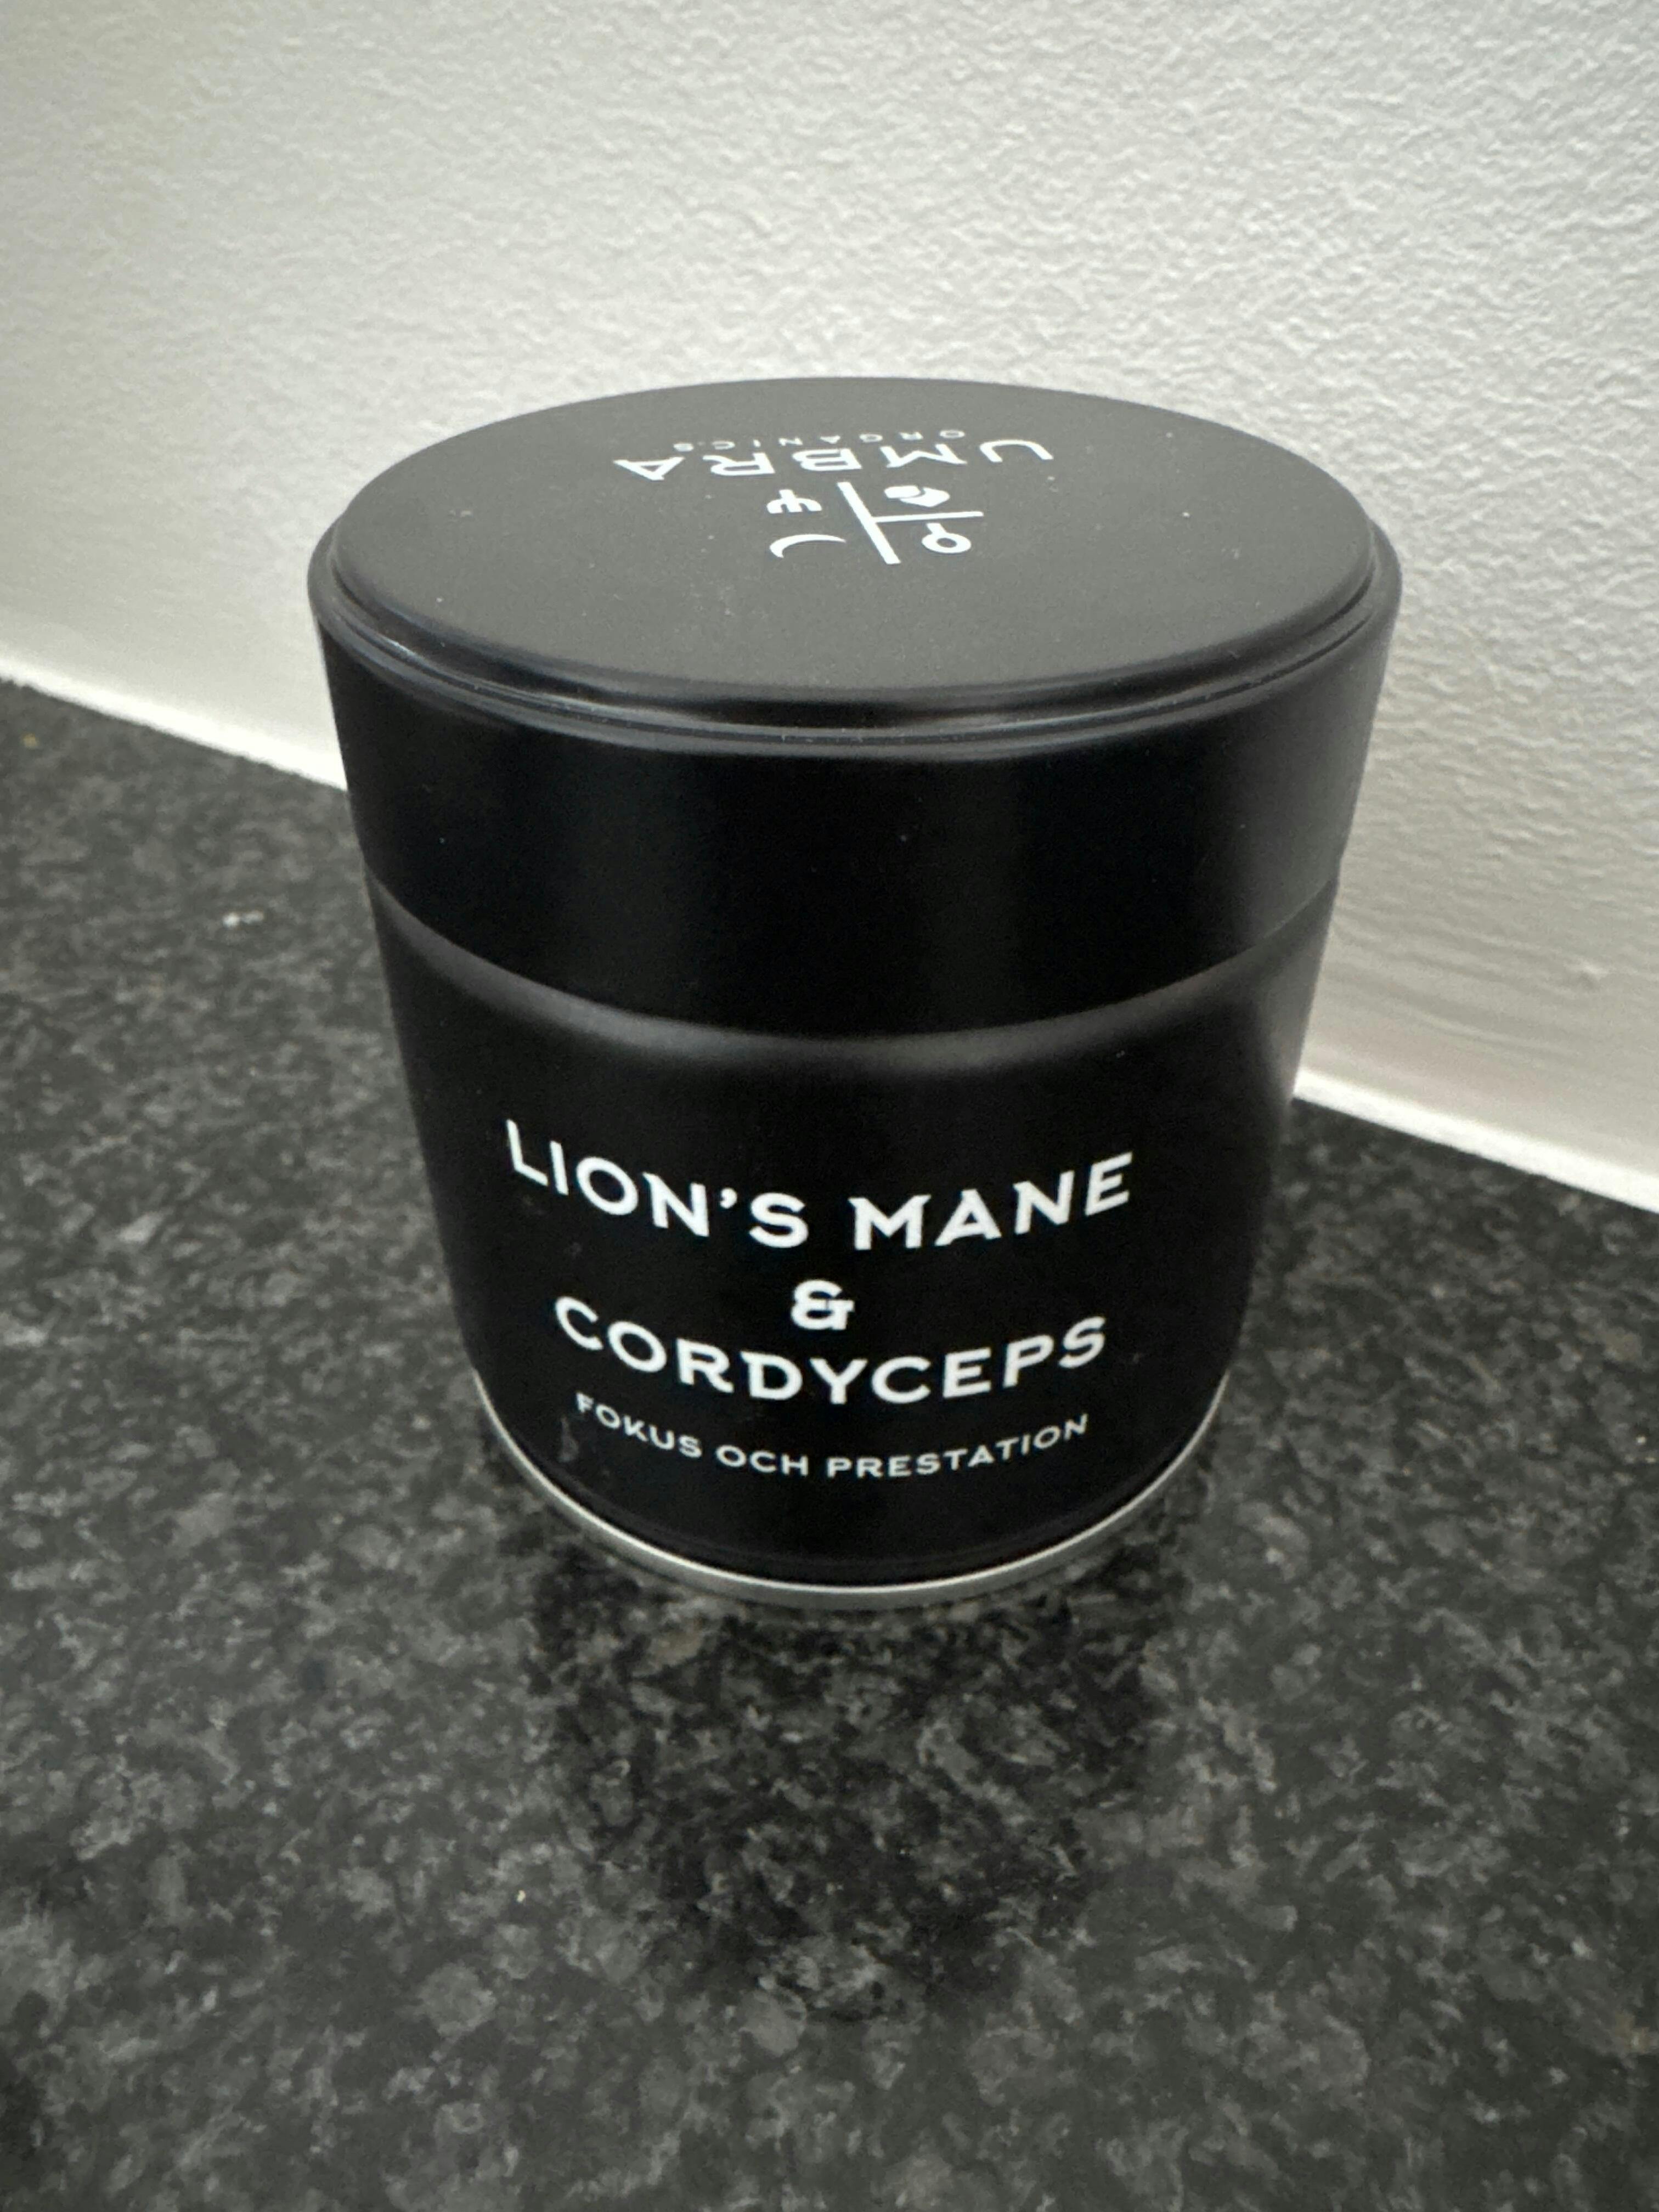 UMBRA
ORGANICS
LION'S MANE
&
CORDYCEPS
FOKUS OCH PRESTATION